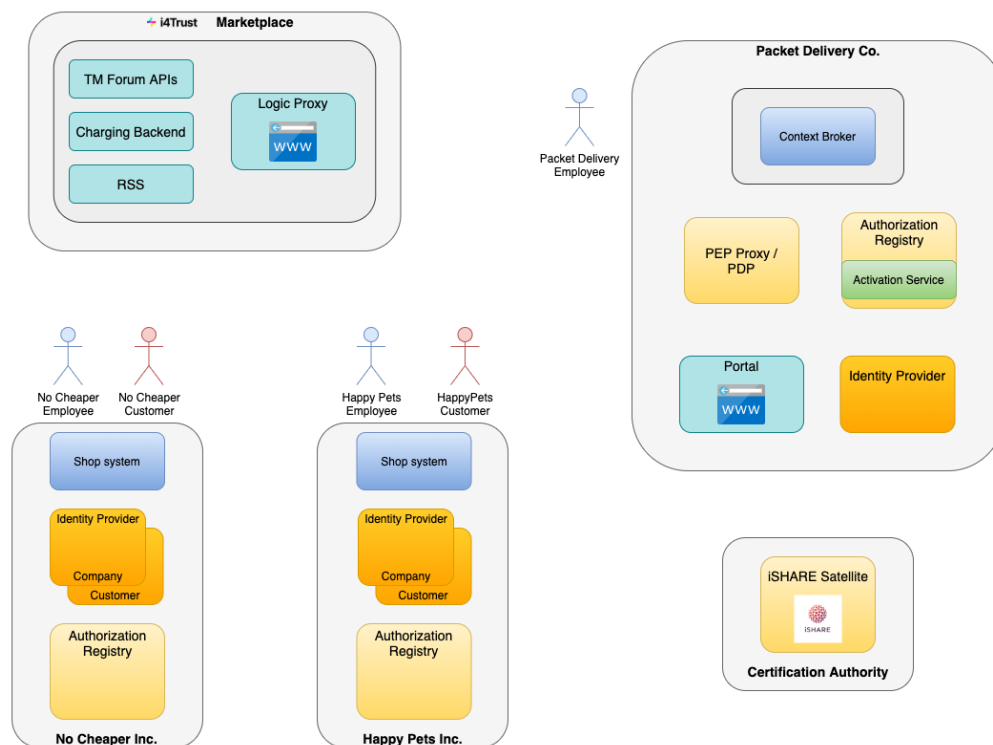 i4Trust Marketplace
TM Forum APIs
Charging Backend
RSS
Logic Proxy
WWW
Packet Delivery
Employee
Packet Delivery Co.
Context Broker
PEP Proxy /
PDP
Authorization
Registry
Activation Service
Portal
WWW
Identity Provider
No Cheaper
Employee
No Cheaper
Customer
Shop system
Identity Provider
Company
Customer
Authorization
Registry
No Cheaper Inc.
Happy Pets
Employee
HappyPets
Customer
Shop system
Identity Provider
Company
Customer
Authorization
Registry
Happy Pets Inc.
iSHARE Satellite
iSHARE
Certification Authority